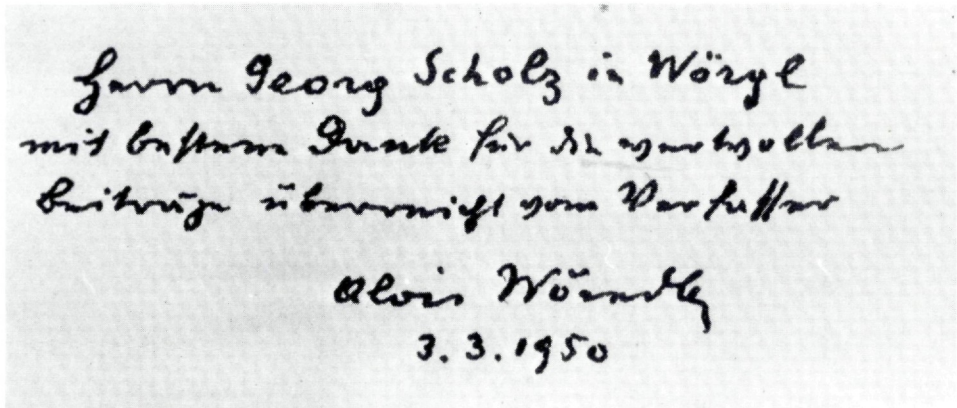 Herrn Georg Scholz in Wörgl
mit bestem Danke für die wertvollen
Beiträge überreicht vom Verfasser
Alois Wörndle
3.3.1950